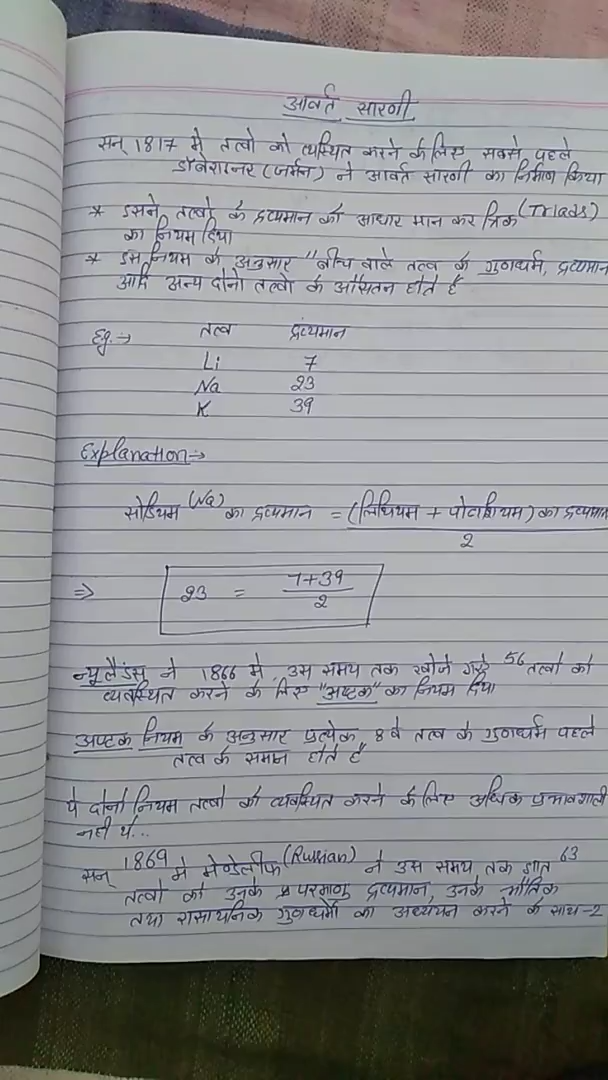 आवर्त सारणी
सन् 1817 मे तत्वो को व्यस्थित करने के लिए सबसे पहले
डॉबेराइनर (जर्मन) ने आवर्त सारणी का निर्माण किया
* इसने तत्वो के द्रव्यमान को आधार मान कर त्रिक (Triads)
का नियम दिया
* इस नियम के अनुसार "बीच वाले तत्व के गुणधर्म, द्रव्यमान
आदि अन्य दोनो तत्वो के औसतन होते है
Eg. → तत्व द्रव्यमान
Li 7
Na 23
K 39
Explanation →
सोडियम (Na) का द्रव्यमान = (लिथियम + पोटाशियम) का द्रव्यमान
2
⇒ 23 = 7+39
2
न्यूलैंड्स ने 1866 मे उस समय तक खोजे गए 56 तत्वो को
व्यवस्थित करने के लिए "अष्टक" का नियम दिया
अष्टक नियम के अनुसार प्रत्येक 8 वे तत्व के गुणधर्म पहले
तत्व के समान होते है
ये दोनो नियम तत्वो को व्यवस्थित करने के लिए अधिक प्रभावशाली
नही थे...
सन् 1869 मे मेण्डेलीफ (Russian) ने उस समय तक ज्ञात 63
तत्वो को उनके परमाणु द्रव्यमान, उनके भौतिक
तथा रासायनिक गुणधर्मो का अध्ययन करने के साथ-2